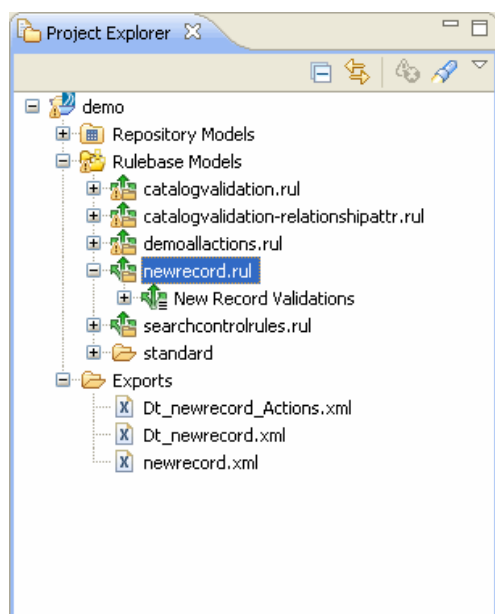 Project Explorer
demo
Repository Models
Rulebase Models
catalogvalidation.rul
catalogvalidation-relationshipattr.rul
demoallactions.rul
newrecord.rul
New Record Validations
searchcontrolrules.rul
standard
Exports
Dt_newrecord_Actions.xml
Dt_newrecord.xml
newrecord.xml